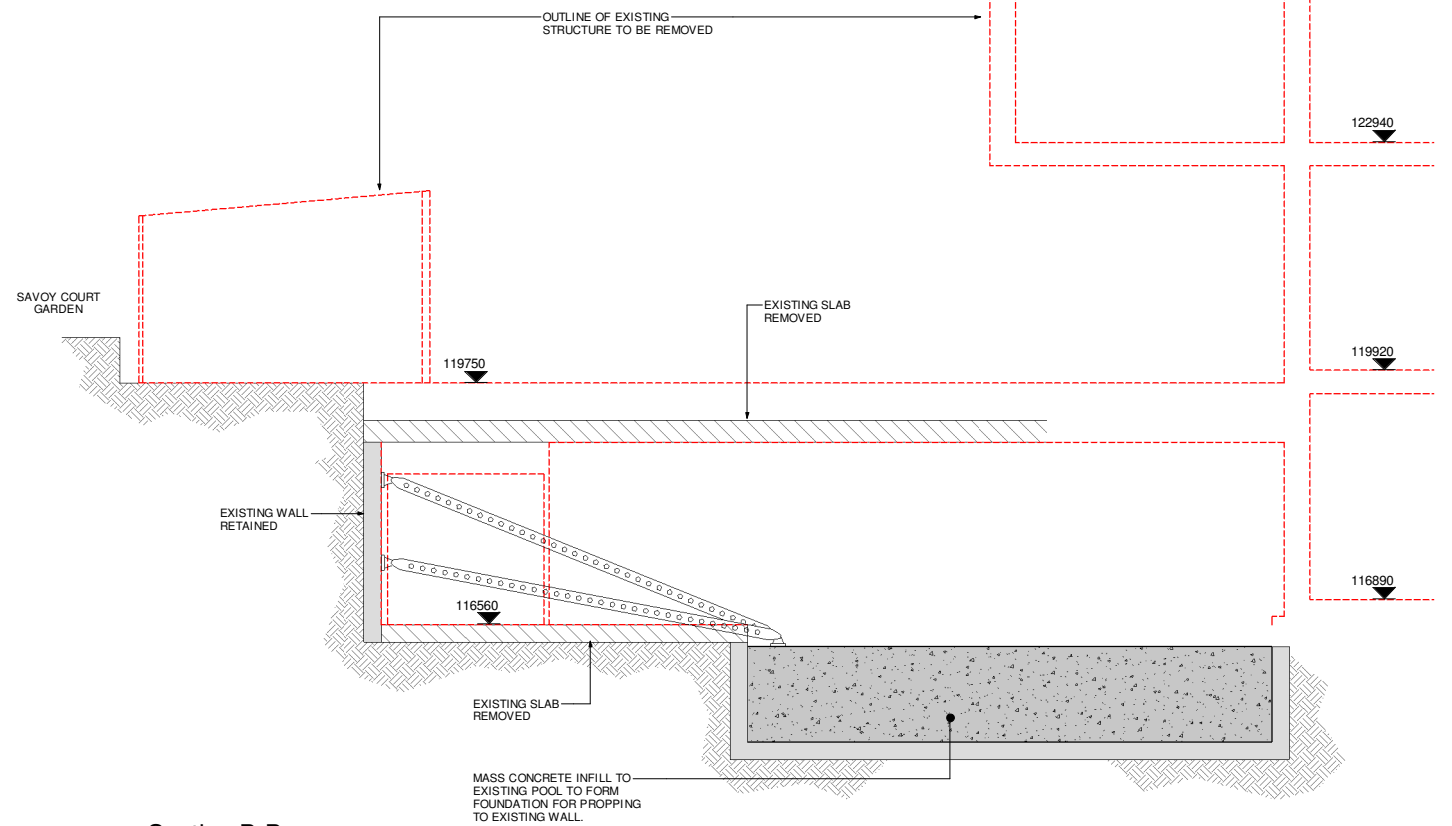 OUTLINE OF EXISTING
STRUCTURE TO BE REMOVED
122940
SAVOY COURT
GARDEN
EXISTING SLAB
REMOVED
119750
119920
EXISTING WALL
RETAINED
116560
116890
EXISTING SLAB
REMOVED
MASS CONCRETE INFILL TO
EXISTING POOL TO FORM
FOUNDATION FOR PROPPING
TO EXISTING WALL.